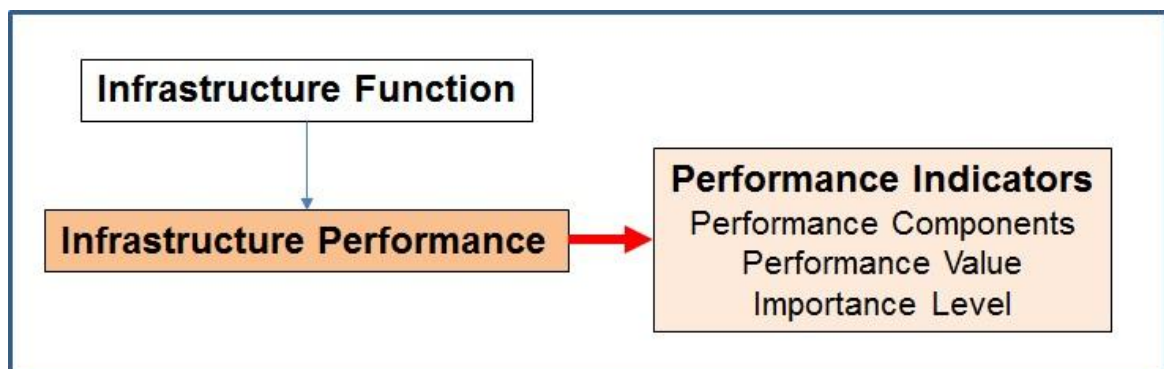 Infrastructure Function
Infrastructure Performance
Performance Indicators
Performance Components
Performance Value
Importance Level